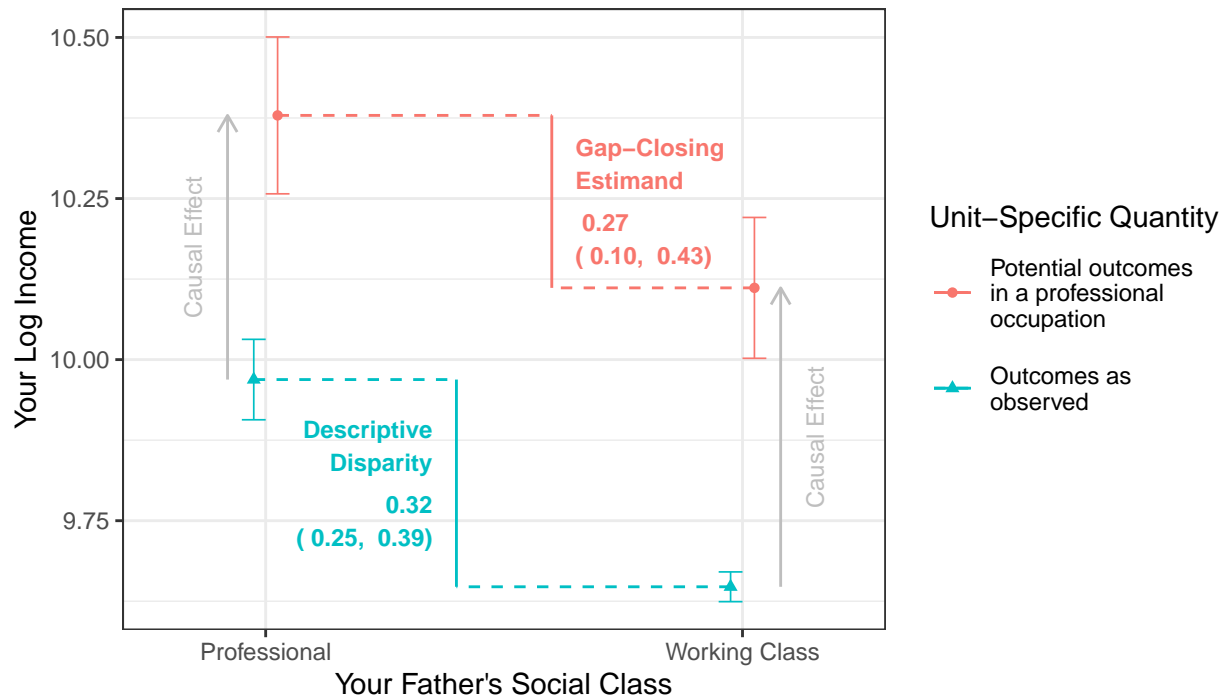 10.50
10.25
10.00
9.75
Your Log Income
Causal Effect
Gap−Closing
Estimand
0.27
( 0.10,  0.43)
Descriptive
Disparity
0.32
( 0.25,  0.39)
Causal Effect
Professional
Working Class
Your Father's Social Class
Unit−Specific Quantity
Potential outcomes
in a professional
occupation
Outcomes as
observed